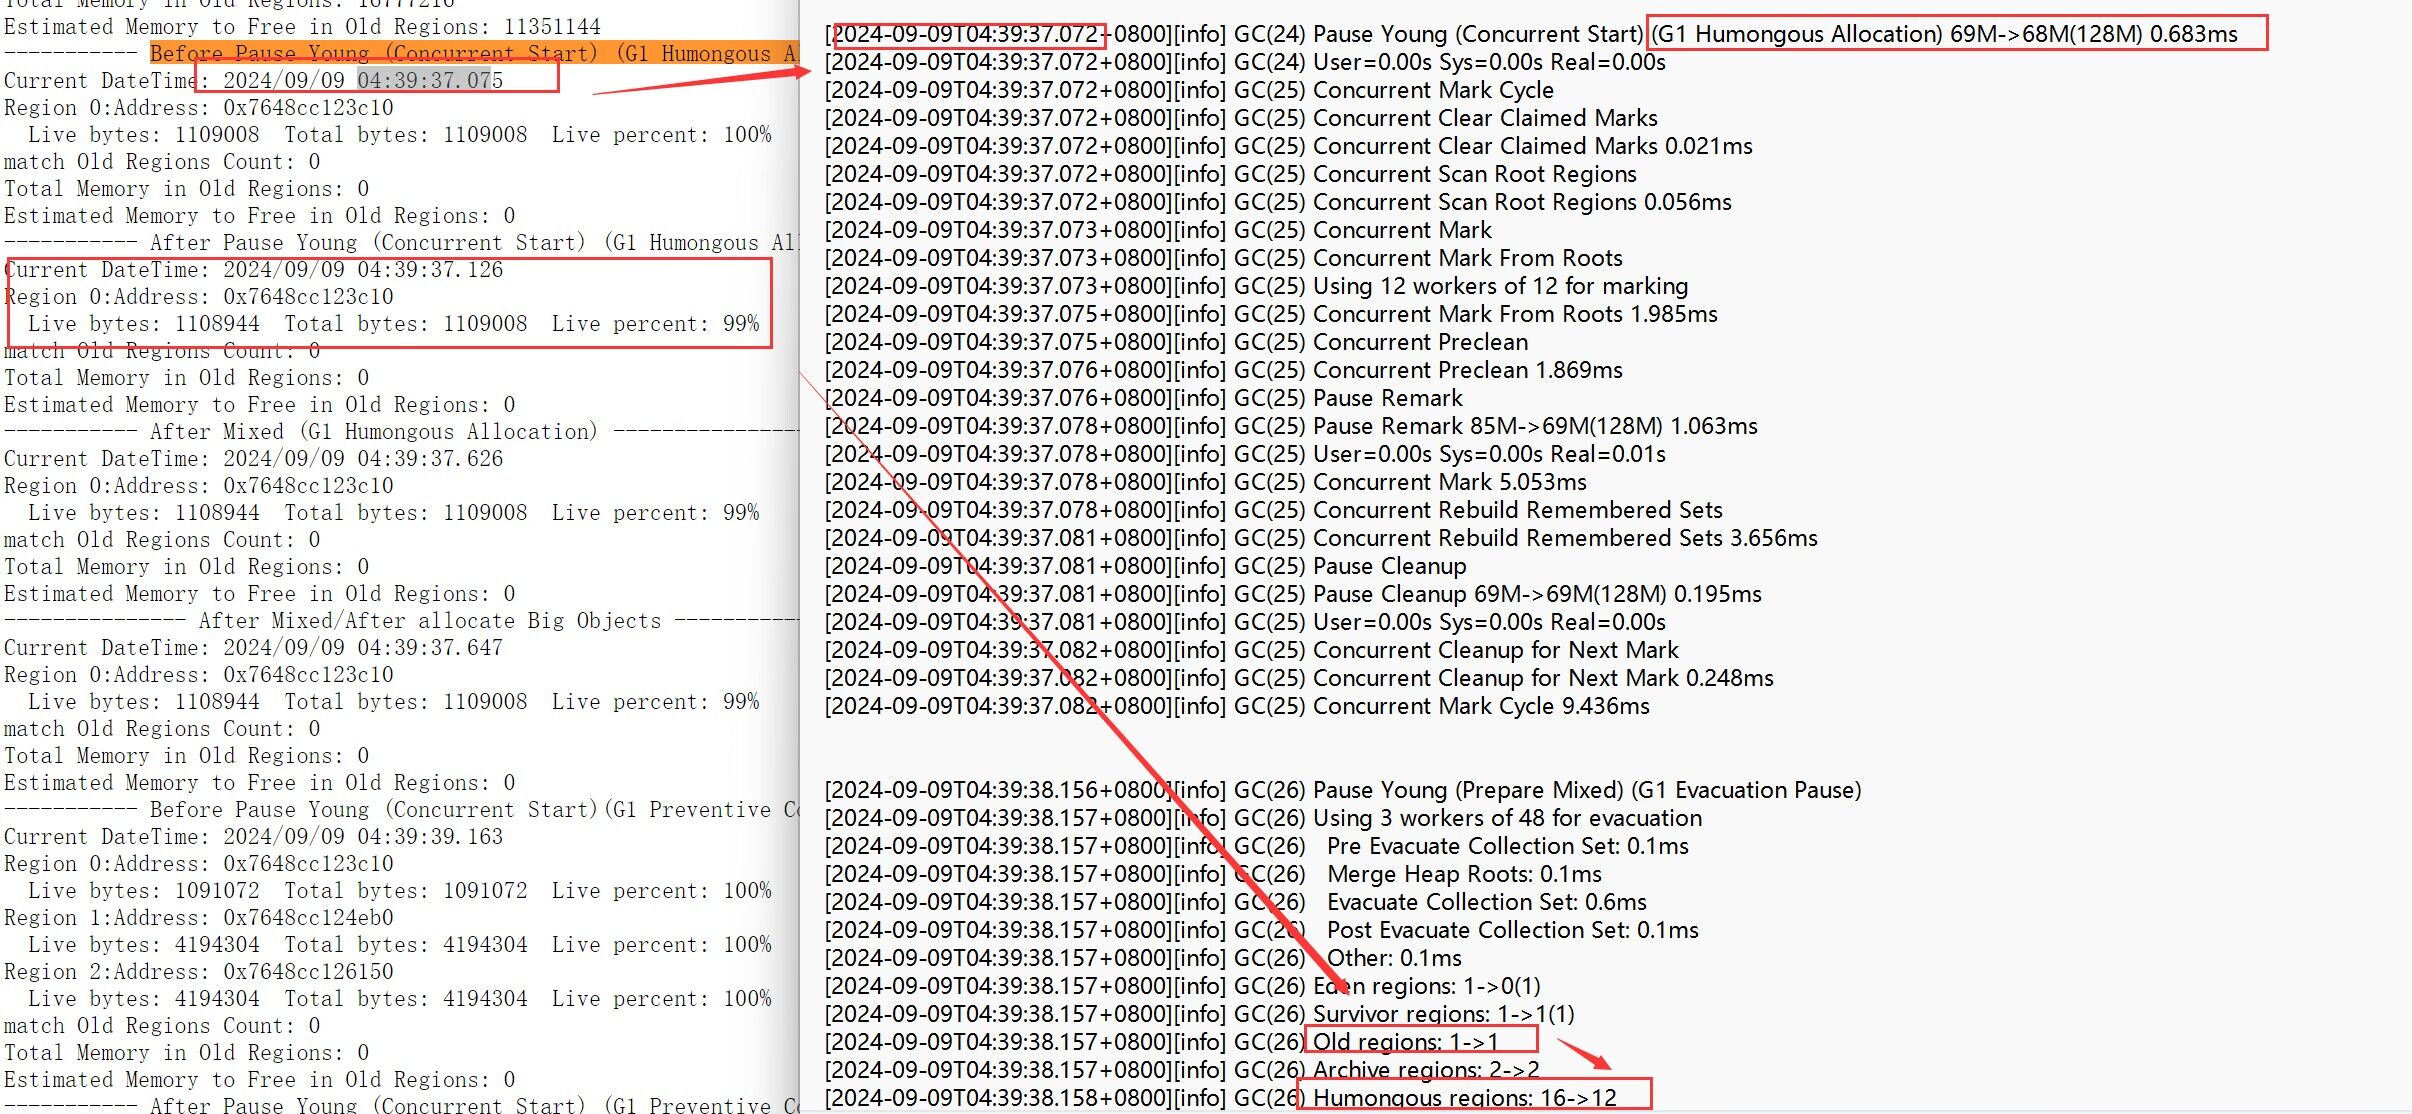 Total Memory in Old Regions: 16777216
Estimated Memory to Free in Old Regions: 11351144
----------- Before Pause Young (Concurrent Start) (G1 Humongous A
Current DateTime: 2024/09/09 04:39:37.075
Region 0:Address: 0x7648cc123c10
Live bytes: 1109008 Total bytes: 1109008 Live percent: 100%
match Old Regions Count: 0
Total Memory in Old Regions: 0
Estimated Memory to Free in Old Regions: 0
----------- After Pause Young (Concurrent Start) (G1 Humongous Al
Current DateTime: 2024/09/09 04:39:37.126
Region 0:Address: 0x7648cc123c10
Live bytes: 1108944 Total bytes: 1109008 Live percent: 99%
match Old Regions Count: 0
Total Memory in Old Regions: 0
Estimated Memory to Free in Old Regions: 0
----------- After Mixed (G1 Humongous Allocation) ----------------
Current DateTime: 2024/09/09 04:39:37.626
Region 0:Address: 0x7648cc123c10
Live bytes: 1108944 Total bytes: 1109008 Live percent: 99%
match Old Regions Count: 0
Total Memory in Old Regions: 0
Estimated Memory to Free in Old Regions: 0
--------------- After Mixed/After allocate Big Objects -----------
Current DateTime: 2024/09/09 04:39:37.647
Region 0:Address: 0x7648cc123c10
Live bytes: 1108944 Total bytes: 1109008 Live percent: 99%
match Old Regions Count: 0
Total Memory in Old Regions: 0
Estimated Memory to Free in Old Regions: 0
----------- Before Pause Young (Concurrent Start)(G1 Preventive Co
Current DateTime: 2024/09/09 04:39:39.163
Region 0:Address: 0x7648cc123c10
Live bytes: 1091072 Total bytes: 1091072 Live percent: 100%
Region 1:Address: 0x7648cc124eb0
Live bytes: 4194304 Total bytes: 4194304 Live percent: 100%
Region 2:Address: 0x7648cc126150
Live bytes: 4194304 Total bytes: 4194304 Live percent: 100%
match Old Regions Count: 0
Total Memory in Old Regions: 0
Estimated Memory to Free in Old Regions: 0
----------- After Pause Young (Concurrent Start) (G1 Preventive Co
[2024-09-09T04:39:37.072+0800][info] GC(24) Pause Young (Concurrent Start) (G1 Humongous Allocation) 69M->68M(128M) 0.683ms
[2024-09-09T04:39:37.072+0800][info] GC(24) User=0.00s Sys=0.00s Real=0.00s
[2024-09-09T04:39:37.072+0800][info] GC(25) Concurrent Mark Cycle
[2024-09-09T04:39:37.072+0800][info] GC(25) Concurrent Clear Claimed Marks
[2024-09-09T04:39:37.072+0800][info] GC(25) Concurrent Clear Claimed Marks 0.021ms
[2024-09-09T04:39:37.072+0800][info] GC(25) Concurrent Scan Root Regions
[2024-09-09T04:39:37.072+0800][info] GC(25) Concurrent Scan Root Regions 0.056ms
[2024-09-09T04:39:37.073+0800][info] GC(25) Concurrent Mark
[2024-09-09T04:39:37.073+0800][info] GC(25) Concurrent Mark From Roots
[2024-09-09T04:39:37.073+0800][info] GC(25) Using 12 workers of 12 for marking
[2024-09-09T04:39:37.075+0800][info] GC(25) Concurrent Mark From Roots 1.985ms
[2024-09-09T04:39:37.075+0800][info] GC(25) Concurrent Preclean
[2024-09-09T04:39:37.076+0800][info] GC(25) Concurrent Preclean 1.869ms
[2024-09-09T04:39:37.076+0800][info] GC(25) Pause Remark
[2024-09-09T04:39:37.078+0800][info] GC(25) Pause Remark 85M->69M(128M) 1.063ms
[2024-09-09T04:39:37.078+0800][info] GC(25) User=0.00s Sys=0.00s Real=0.01s
[2024-09-09T04:39:37.078+0800][info] GC(25) Concurrent Mark 5.053ms
[2024-09-09T04:39:37.078+0800][info] GC(25) Concurrent Rebuild Remembered Sets
[2024-09-09T04:39:37.081+0800][info] GC(25) Concurrent Rebuild Remembered Sets 3.656ms
[2024-09-09T04:39:37.081+0800][info] GC(25) Pause Cleanup
[2024-09-09T04:39:37.081+0800][info] GC(25) Pause Cleanup 69M->69M(128M) 0.195ms
[2024-09-09T04:39:37.081+0800][info] GC(25) User=0.00s Sys=0.00s Real=0.00s
[2024-09-09T04:39:37.082+0800][info] GC(25) Concurrent Cleanup for Next Mark
[2024-09-09T04:39:37.082+0800][info] GC(25) Concurrent Cleanup for Next Mark 0.248ms
[2024-09-09T04:39:37.082+0800][info] GC(25) Concurrent Mark Cycle 9.436ms
[2024-09-09T04:39:38.156+0800][info] GC(26) Pause Young (Prepare Mixed) (G1 Evacuation Pause)
[2024-09-09T04:39:38.157+0800][info] GC(26) Using 3 workers of 48 for evacuation
[2024-09-09T04:39:38.157+0800][info] GC(26) Pre Evacuate Collection Set: 0.1ms
[2024-09-09T04:39:38.157+0800][info] GC(26) Merge Heap Roots: 0.1ms
[2024-09-09T04:39:38.157+0800][info] GC(26) Evacuate Collection Set: 0.6ms
[2024-09-09T04:39:38.157+0800][info] GC(26) Post Evacuate Collection Set: 0.1ms
[2024-09-09T04:39:38.157+0800][info] GC(26) Other: 0.1ms
[2024-09-09T04:39:38.157+0800][info] GC(26) Eden regions: 1->0(1)
[2024-09-09T04:39:38.157+0800][info] GC(26) Survivor regions: 1->1(1)
[2024-09-09T04:39:38.157+0800][info] GC(26) Old regions: 1->1
[2024-09-09T04:39:38.157+0800][info] GC(26) Archive regions: 2->2
[2024-09-09T04:39:38.158+0800][info] GC(26) Humongous regions: 16->12